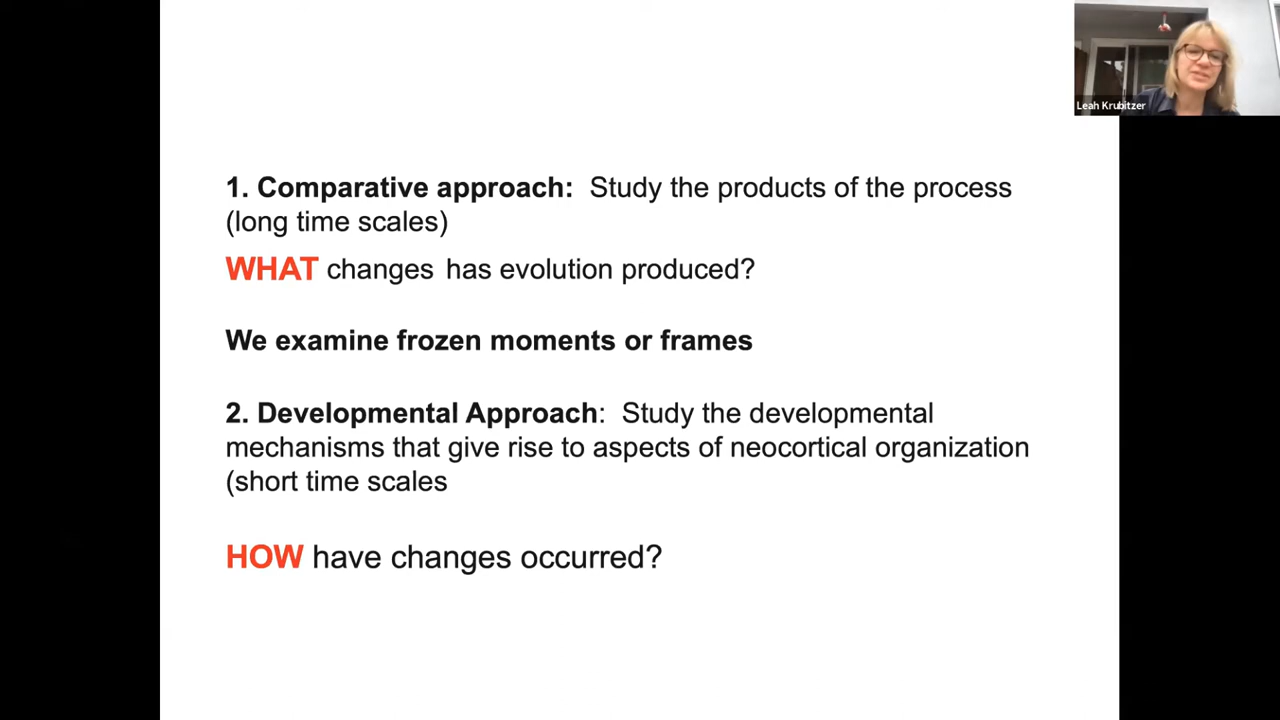 Leah Krubitzer
1. Comparative approach: Study the products of the process
(long time scales)
WHAT changes has evolution produced?
We examine frozen moments or frames
2. Developmental Approach: Study the developmental
mechanisms that give rise to aspects of neocortical organization
(short time scales
HOW have changes occurred?